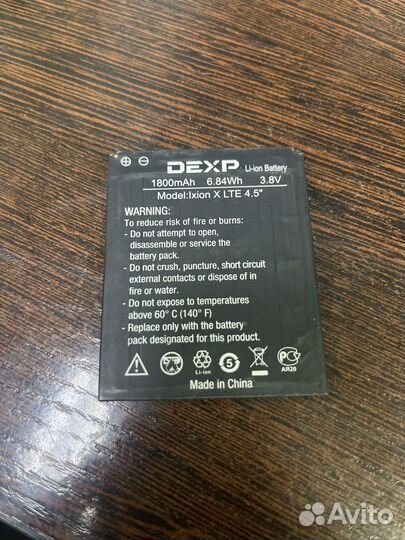 DEXP Li-ion Battery
1800mAh 6.84Wh 3.8V
Model:Ixion X LTE 4.5"
WARNING:
To reduce risk of fire or burns:
- Do not attempt to open,
disassemble or service the
battery pack.
- Do not crush, puncture, short circuit
external contacts or dispose of in
fire or water.
- Do not expose to temperatures
above 60° C (140° F)
- Replace only with the battery
pack designated for this product.
Li-ion
5
АЯ20
Made in China
Avito